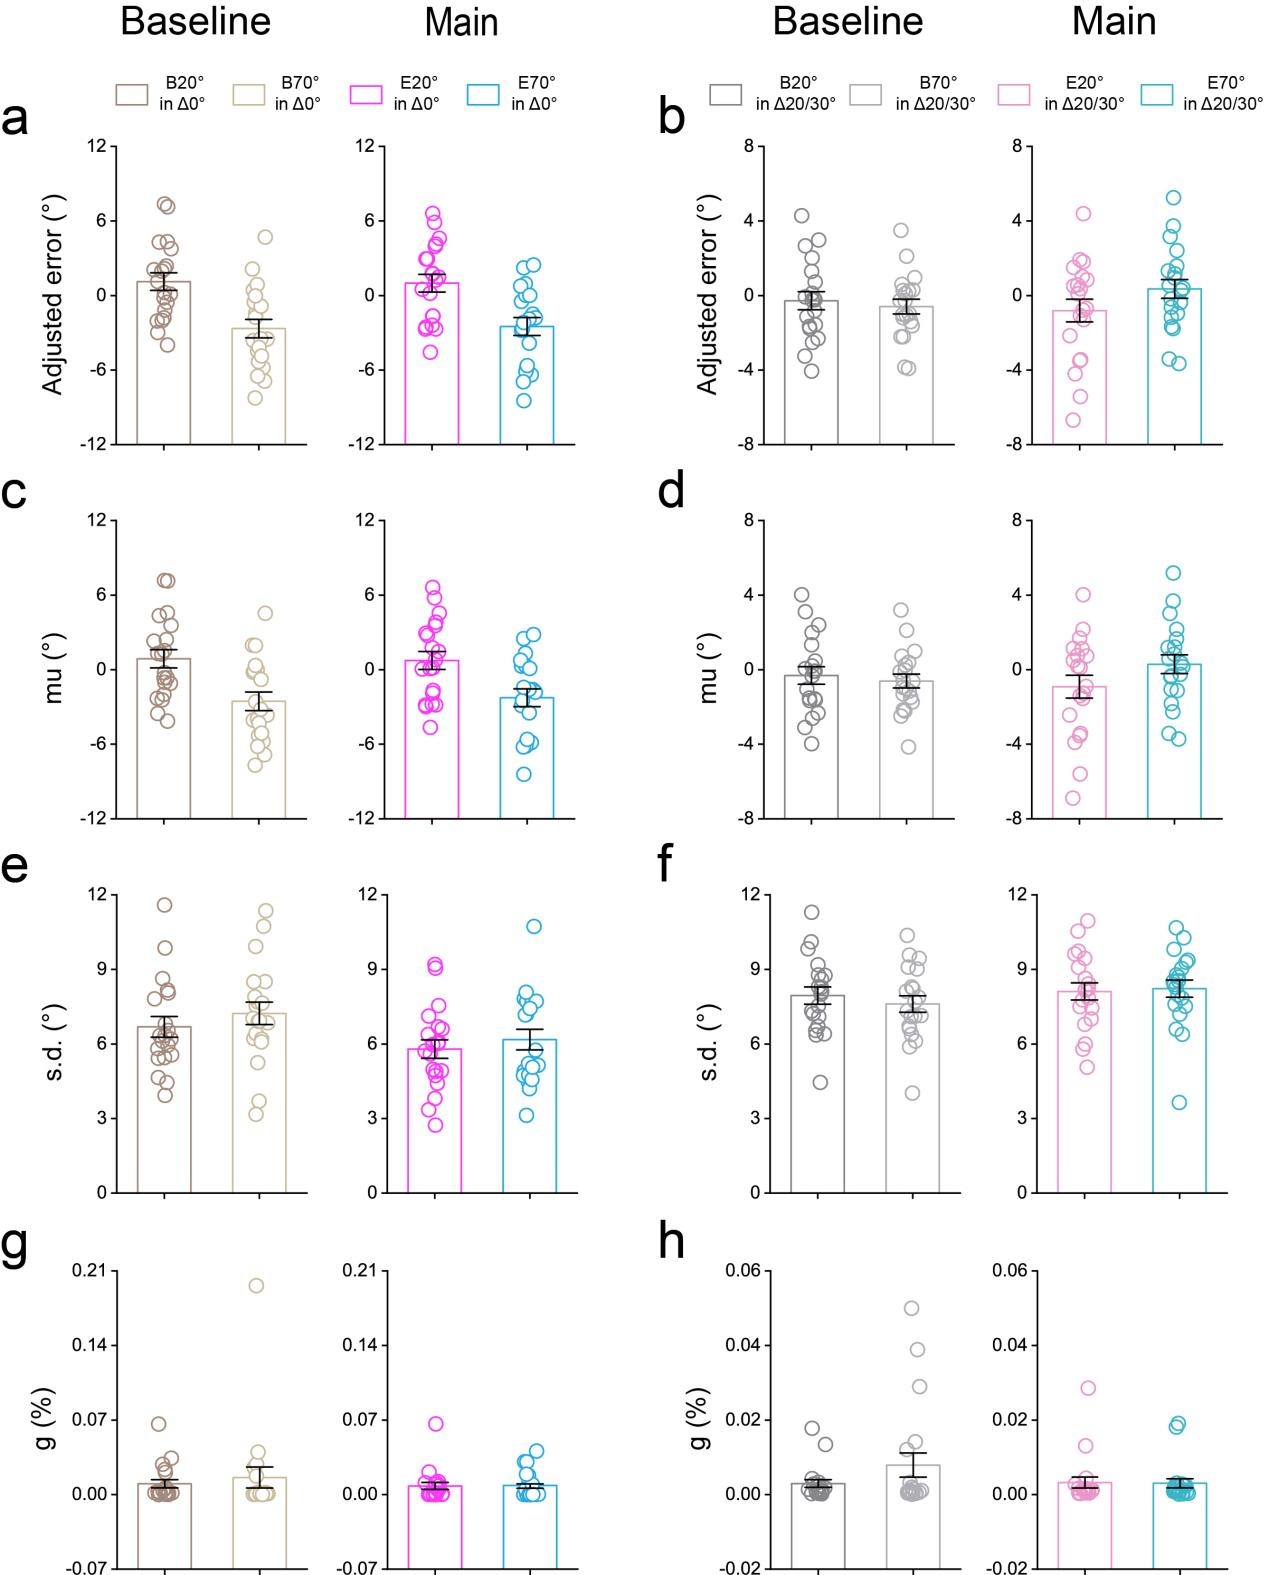 Baseline
Main
Baseline
Main
B20°
in Δ0°
B70°
in Δ0°
E20°
in Δ0°
E70°
in Δ0°
B20°
in Δ20/30°
B70°
in Δ20/30°
E20°
in Δ20/30°
E70°
in Δ20/30°
a
Adjusted error (°)
12
6
0
-6
-12
12
6
0
-6
-12
b
Adjusted error (°)
8
4
0
-4
-8
8
4
0
-4
-8
c
mu (°)
12
6
0
-6
-12
12
6
0
-6
-12
d
mu (°)
8
4
0
-4
-8
8
4
0
-4
-8
e
s.d. (°)
12
9
6
3
0
12
9
6
3
0
f
s.d. (°)
12
9
6
3
0
12
9
6
3
0
g
g (%)
0.21
0.14
0.07
0.00
-0.07
0.21
0.14
0.07
0.00
-0.07
h
g (%)
0.06
0.04
0.02
0.00
-0.02
0.06
0.04
0.02
0.00
-0.02